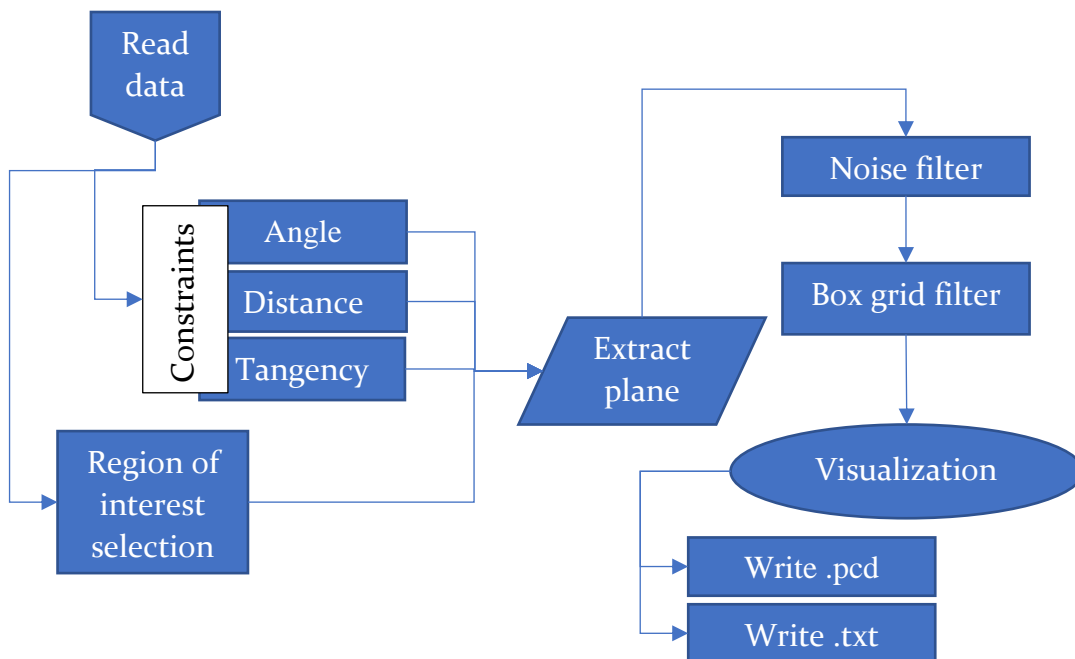 Read
data
Constraints
Angle
Distance
Tangency
Region of
interest
selection
Extract
plane
Noise filter
Box grid filter
Visualization
Write .pcd
Write .txt